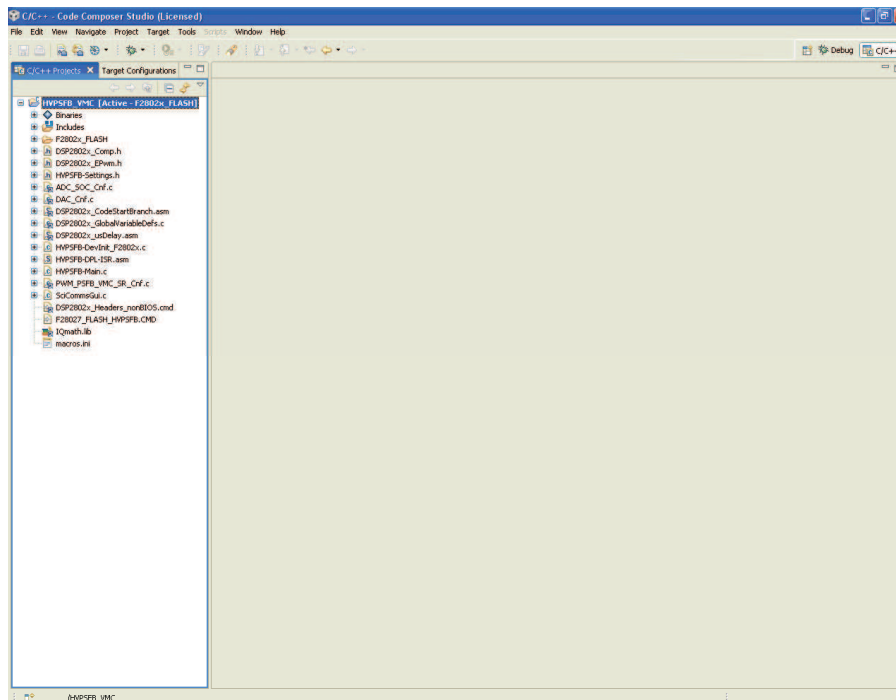 C/C++ - Code Composer Studio (Licensed)
File Edit View Navigate Project Target Tools Scripts Window Help
Debug C/C++
C/C++ Projects Target Configurations
HVPSFB_VMC [Active - F2802x_FLASH]
Binaries
Includes
F2802x_FLASH
DSP2802x_Comp.h
DSP2802x_EPwm.h
HVPSFB-Settings.h
ADC_SOC_Cnf.c
DAC_Cnf.c
DSP2802x_CodeStartBranch.asm
DSP2802x_GlobalVariableDefs.c
DSP2802x_usDelay.asm
HVPSFB-DevInit_F2802x.c
HVPSFB-DPL-ISR.asm
HVPSFB-Main.c
PWM_PSFB_VMC_SR_Cnf.c
SciCommsGui.c
DSP2802x_Headers_nonBIOS.cmd
F28027_FLASH_HVPSFB.CMD
IQmath.lib
macros.ini
/HVPSFB_VMC